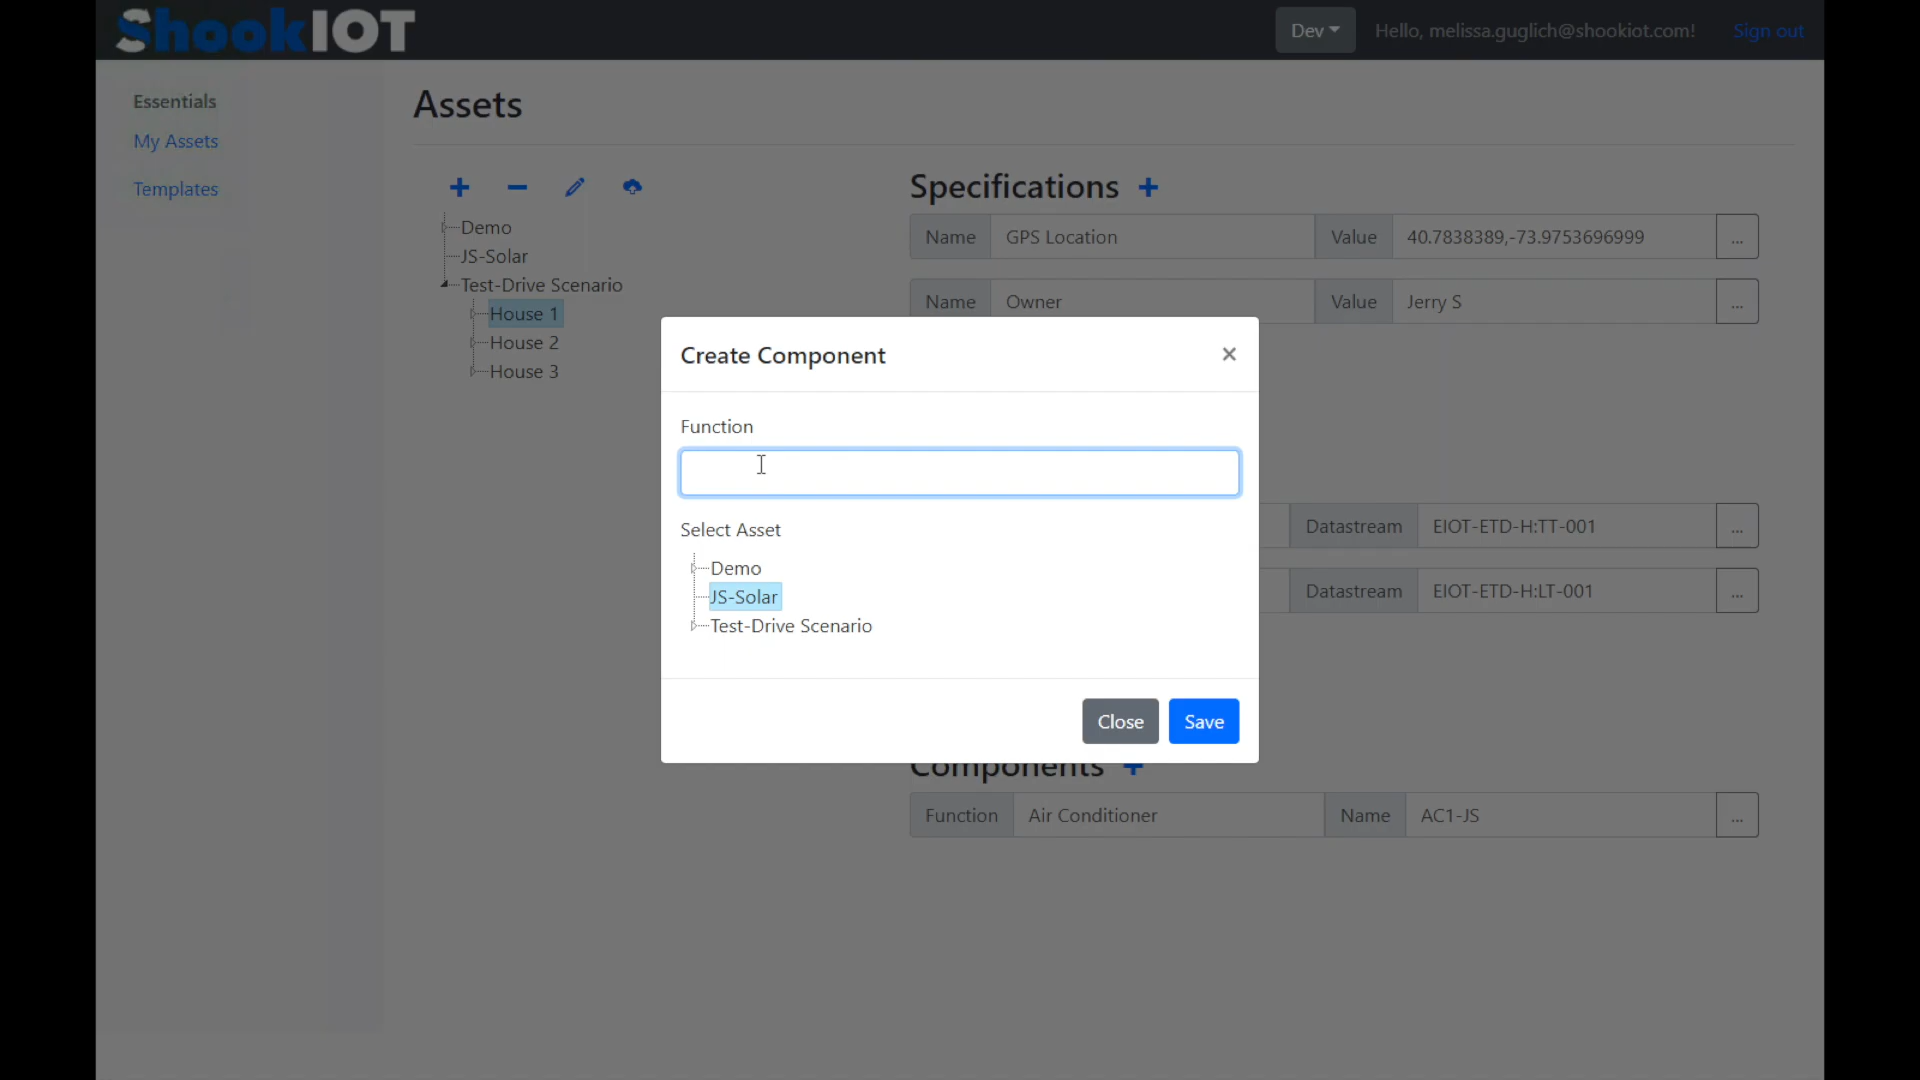 ShookIOT
Dev
Hello, melissa.guglich@shookiot.com!
Sign out
Essentials
My Assets
Templates
Assets
Demo
JS-Solar
Test-Drive Scenario
House 1
House 2
House 3
Specifications
Name GPS Location Value 40.7838389,-73.9753696999 ...
Name Owner Value Jerry S ...
Create Component ×
Function
Select Asset
Demo
JS-Solar
Test-Drive Scenario
Close Save
Datastream EIOT-ETD-H:TT-001 ...
Datastream EIOT-ETD-H:LT-001 ...
Components
Function Air Conditioner Name AC1-JS ...